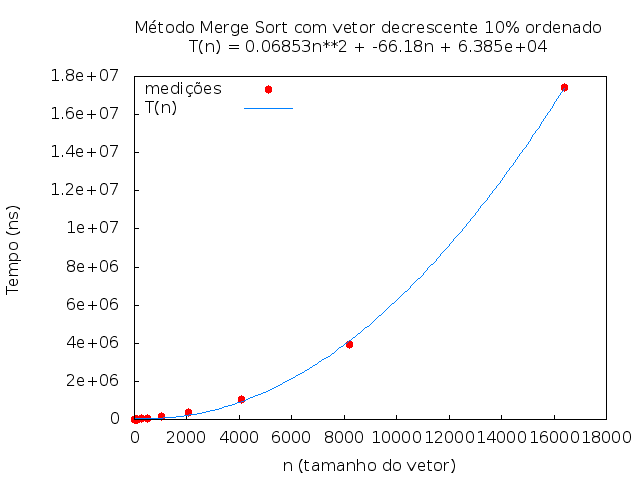 Método Merge Sort com vetor decrescente 10% ordenado
T(n) = 0.06853n**2 + -66.18n + 6.385e+04
medições
T(n)
1.8e+07
1.6e+07
1.4e+07
1.2e+07
1e+07
8e+06
6e+06
4e+06
2e+06
0
Tempo (ns)
0 2000 4000 6000 8000 10000 12000 14000 16000 18000
n (tamanho do vetor)